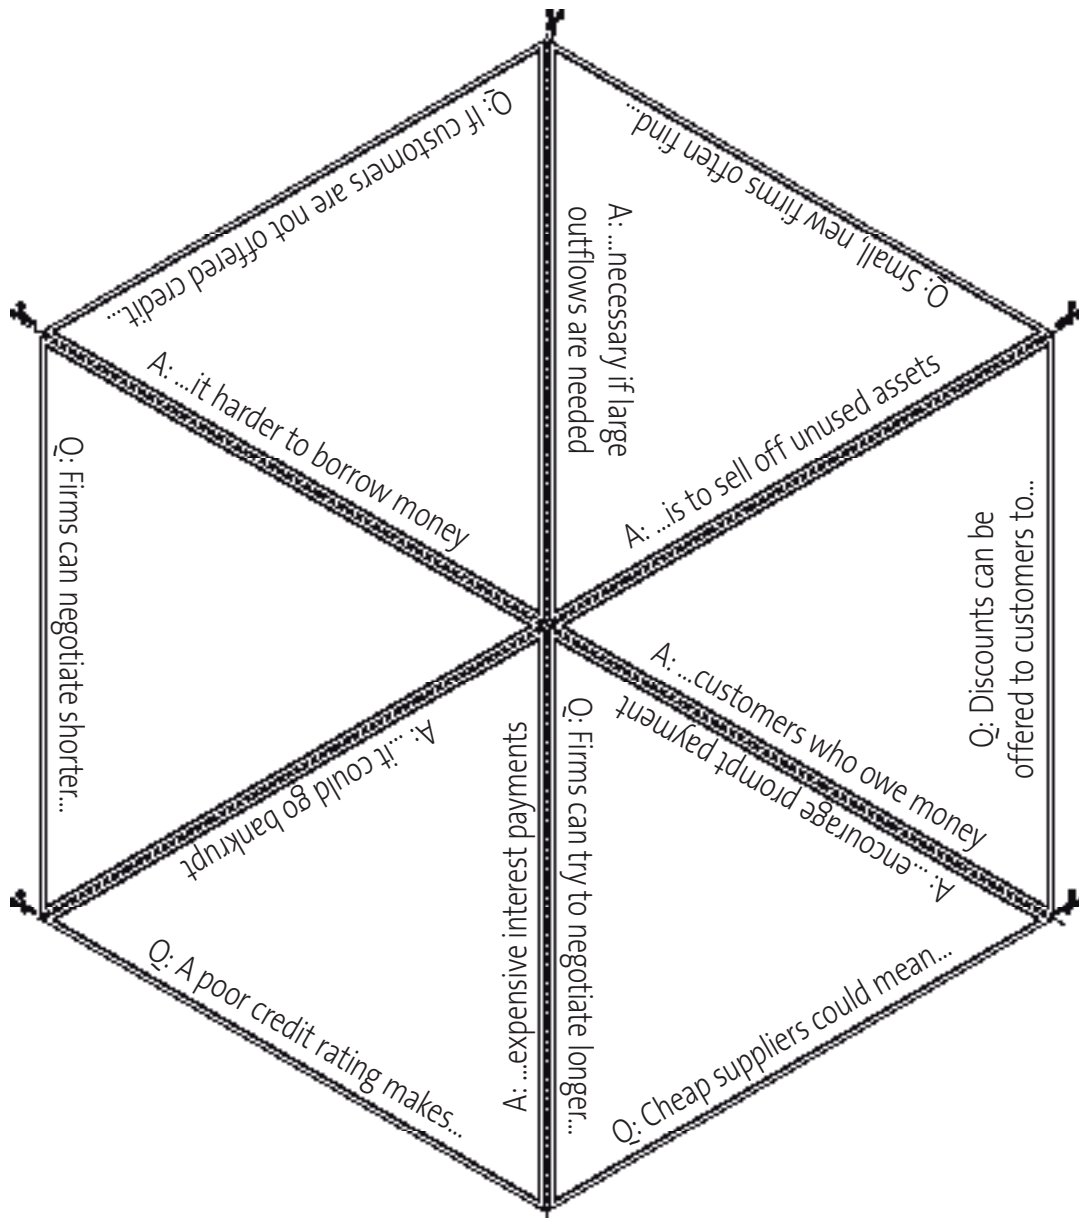 Q: If customers are not offered credit...
Q: Small, new firms often find...
A: ...necessary if large
outflows are needed
A: ...it harder to borrow money
A: ...is to sell off unused assets
Q: Firms can negotiate shorter...
Q: Discounts can be
offered to customers to...
A: ...customers who owe money
A: ...encourage prompt payment
A: ...it could go bankrupt
A: ...expensive interest payments
Q: Firms can try to negotiate longer...
Q: A poor credit rating makes...
Q: Cheap suppliers could mean...